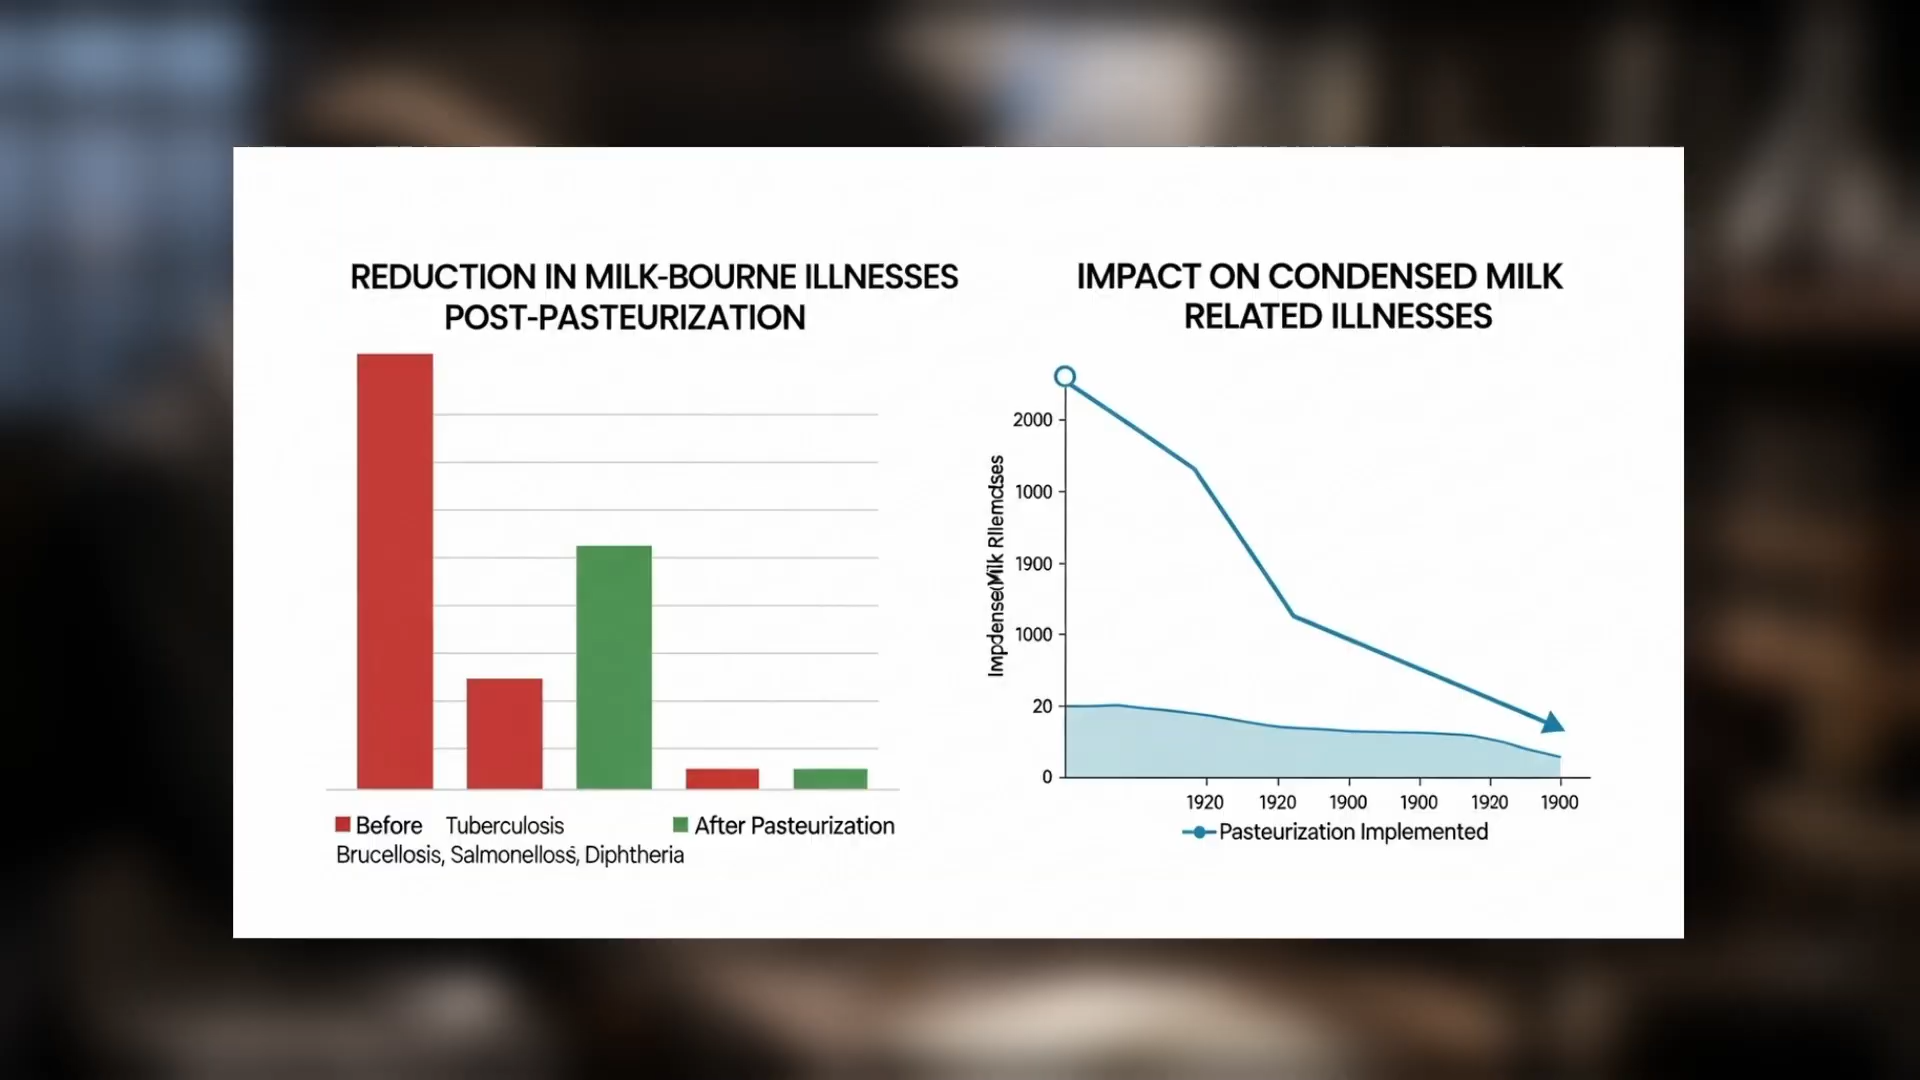 REDUCTION IN MILK-BOURNE ILLNESSES
POST-PASTEURIZATION
Before
Tuberculosis
After Pasteurization
Brucellosis, Salmonelloss, Diphtheria
IMPACT ON CONDENSED MILK
RELATED ILLNESSES
2000
1000
1900
1000
20
0
1920 1920 1900 1900 1920 1900
Pasteurization Implemented